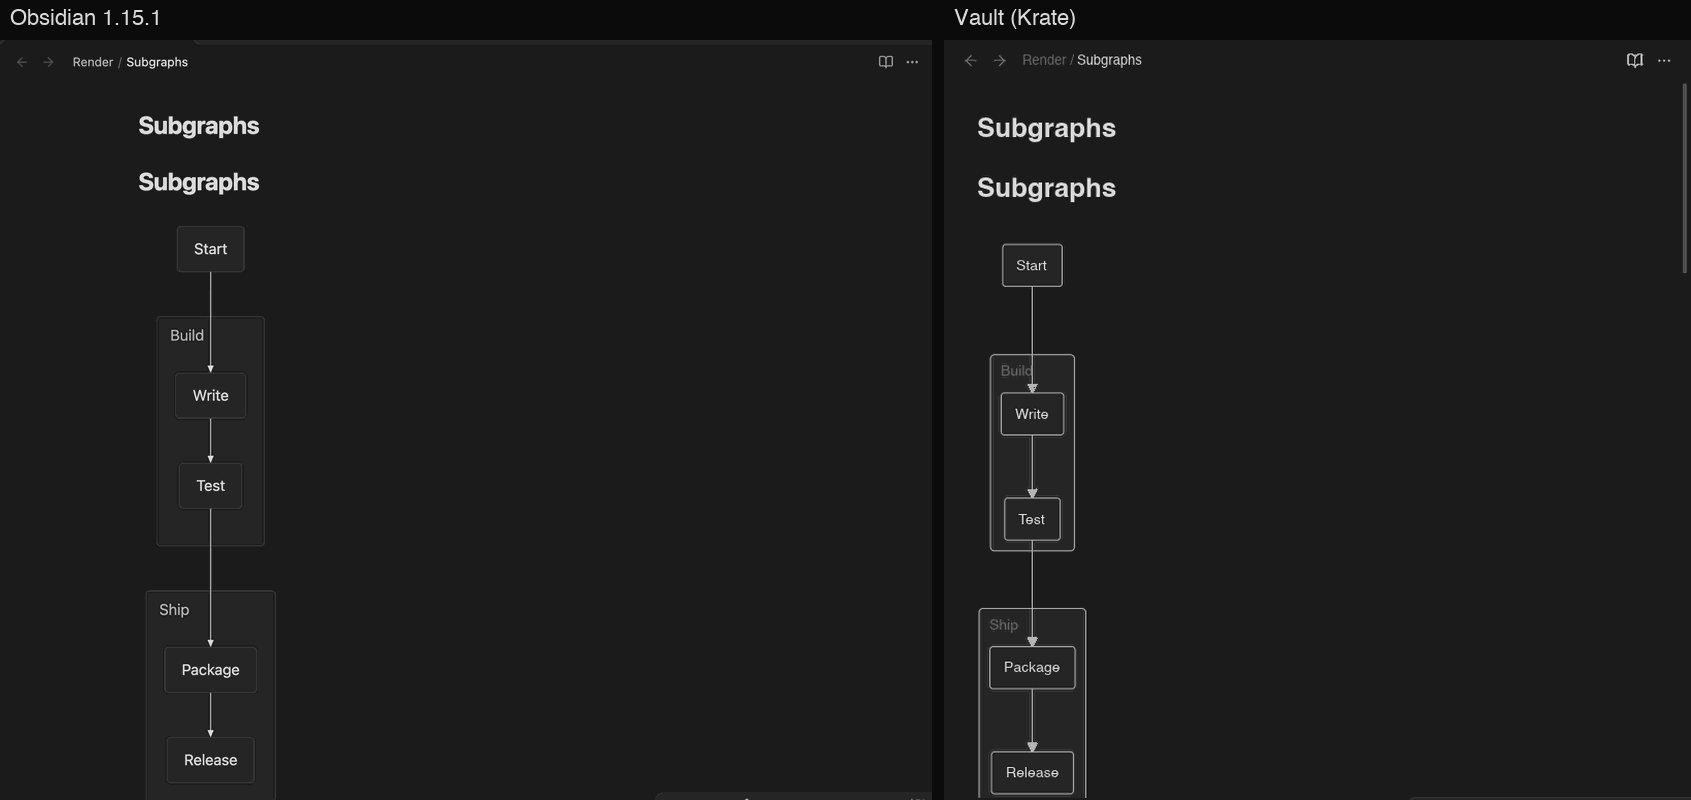 Obsidian 1.15.1
Render / Subgraphs
Subgraphs
Subgraphs
Start
Build
Write
Test
Ship
Package
Release
Vault (Krate)
Render / Subgraphs
Subgraphs
Subgraphs
Start
Build
Write
Test
Ship
Package
Release